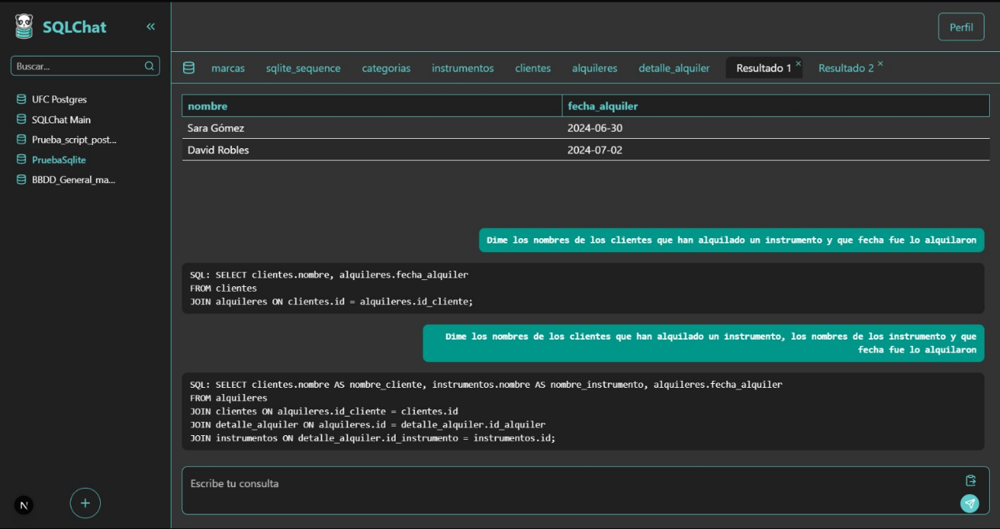 SQLChat
Perfil
Buscar...
marcas sqlite_sequence categorias instrumentos clientes alquileres detalle_alquiler Resultado 1 × Resultado 2 ×
UFC Postgres
SQLChat Main
Prueba_script_post...
PruebaSqlite
BBDD_General_ma...
nombre fecha_alquiler
Sara Gómez 2024-06-30
David Robles 2024-07-02
Dime los nombres de los clientes que han alquilado un instrumento y que fecha fue lo alquilaron
SQL: SELECT clientes.nombre, alquileres.fecha_alquiler
FROM clientes
JOIN alquileres ON clientes.id = alquileres.id_cliente;
Dime los nombres de los clientes que han alquilado un instrumento, los nombres de los instrumento y que
fecha fue lo alquilaron
SQL: SELECT clientes.nombre AS nombre_cliente, instrumentos.nombre AS nombre_instrumento, alquileres.fecha_alquiler
FROM alquileres
JOIN clientes ON alquileres.id_cliente = clientes.id
JOIN detalle_alquiler ON alquileres.id = detalle_alquiler.id_alquiler
JOIN instrumentos ON detalle_alquiler.id_instrumento = instrumentos.id;
Escribe tu consulta
N
+